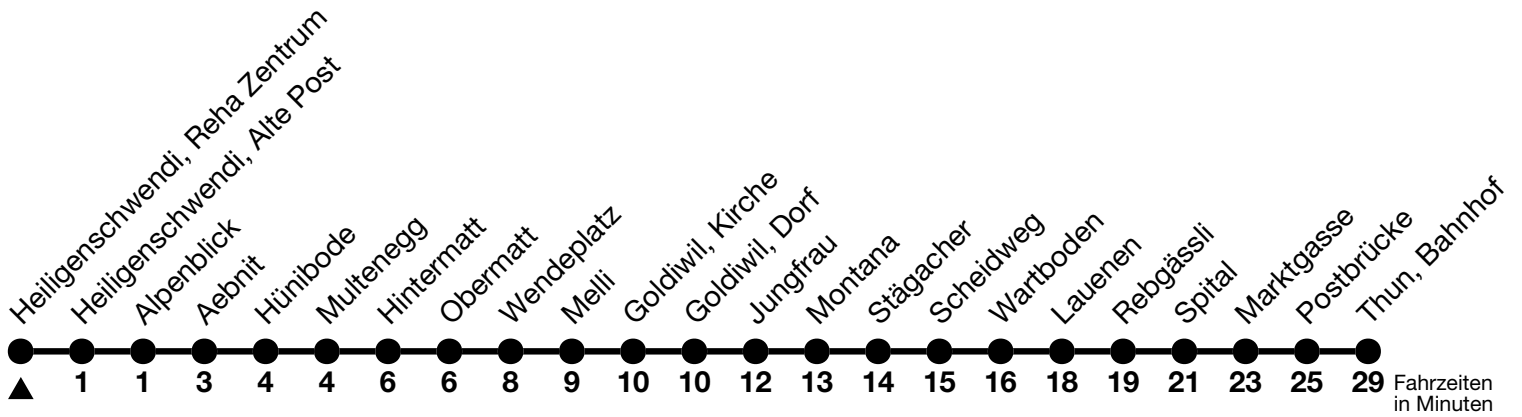 Heiligenschwendi, Reha Zentrum
Heiligenschwendi, Alte Post
Alpenblick
Aebnit
Hünibode
Multenegg
Hintermatt
Obermatt
Wendeplatz
Melli
Goldiwil, Kirche
Goldiwil, Dorf
Jungfrau
Montana
Stägacher
Scheidweg
Wartboden
Lauenen
Rebgässli
Spital
Marktgasse
Postbrücke
Thun, Bahnhof
1 1 3 4 4 6 6 8 9 10 10 12 13 14 15 16 18 19 21 23 25 29 Fahrzeiten
in Minuten